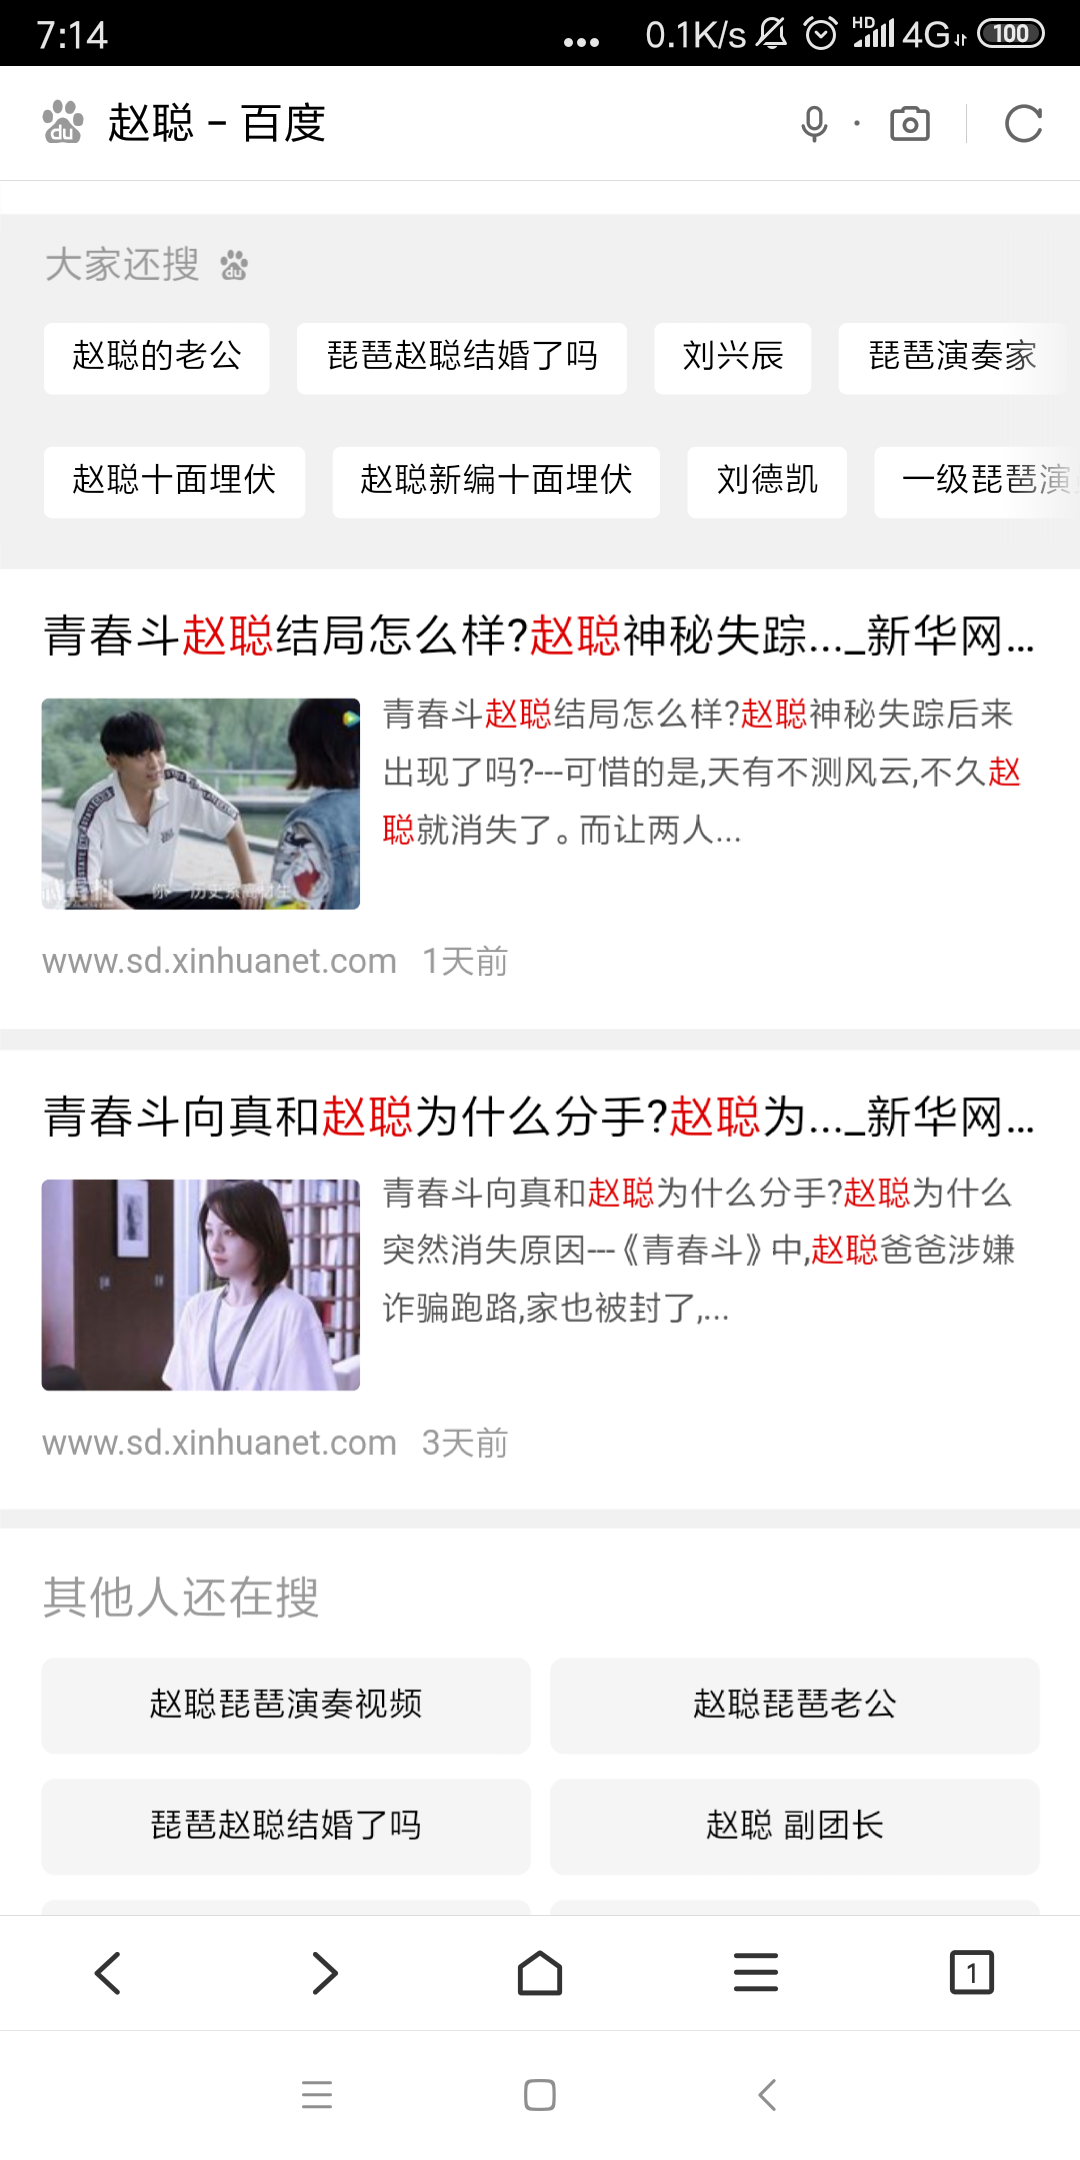 7:14
... 0.1K/s HD 4G 100
du 赵聪 - 百度
大家还搜 du
赵聪的老公 琵琶赵聪结婚了吗 刘兴辰 琵琶演奏家
赵聪十面埋伏 赵聪新编十面埋伏 刘德凯 一级琵琶演
青春斗赵聪结局怎么样?赵聪神秘失踪..._新华网...
青春斗赵聪结局怎么样?赵聪神秘失踪后来
出现了吗?---可惜的是,天有不测风云,不久赵
聪就消失了。而让两人...
www.sd.xinhuanet.com 1天前
青春斗向真和赵聪为什么分手?赵聪为..._新华网...
青春斗向真和赵聪为什么分手?赵聪为什么
突然消失原因---《青春斗》中,赵聪爸爸涉嫌
诈骗跑路,家也被封了,...
www.sd.xinhuanet.com 3天前
其他人还在搜
赵聪琵琶演奏视频 赵聪琵琶老公
琵琶赵聪结婚了吗 赵聪 副团长
1